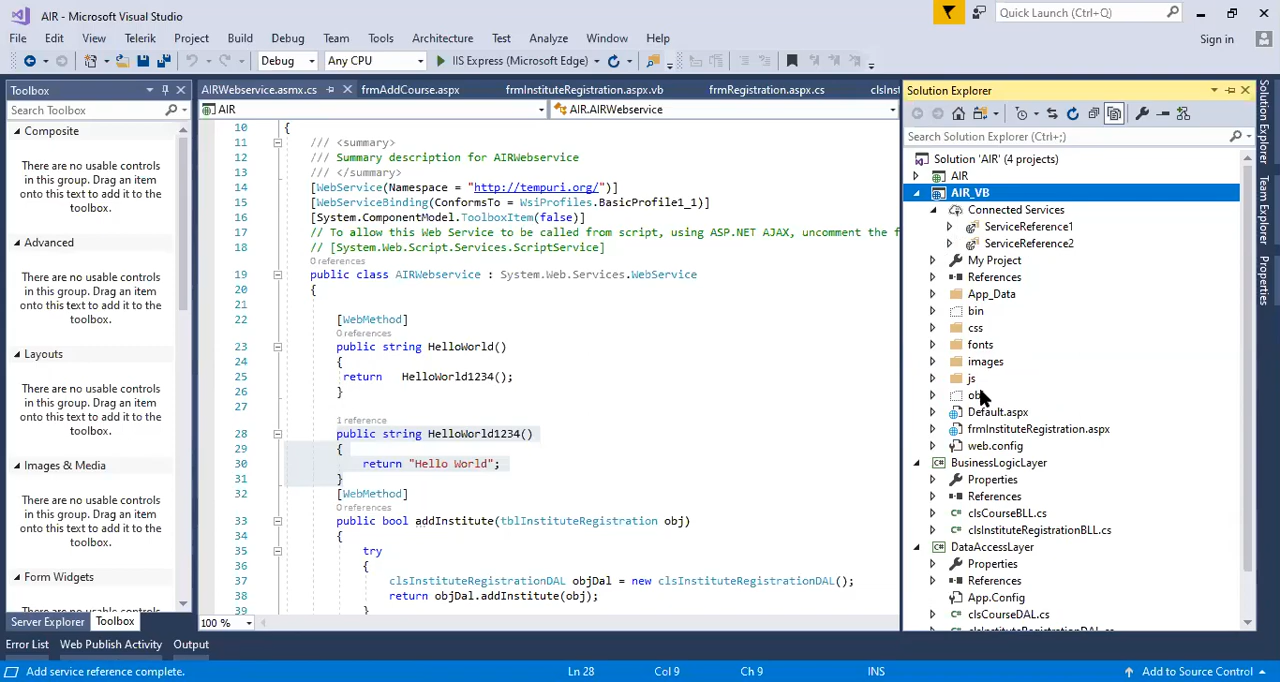 AIR - Microsoft Visual Studio
Quick Launch (Ctrl+Q)
File Edit View Telerik Project Build Debug Team Tools Architecture Test Analyze Window Help
Sign in
Debug Any CPU IIS Express (Microsoft Edge)
Toolbox
Search Toolbox
Composite
There are no usable controls
in this group. Drag an item
onto this text to add it to the
toolbox.
Advanced
There are no usable controls
in this group. Drag an item
onto this text to add it to the
toolbox.
Layouts
There are no usable controls
in this group. Drag an item
onto this text to add it to the
toolbox.
Images & Media
There are no usable controls
in this group. Drag an item
onto this text to add it to the
toolbox.
Form Widgets
There are no usable controls
Server Explorer Toolbox
AIRWebservice.asmx.cs frmAddCourse.aspx frmInstituteRegistration.aspx.vb frmRegistration.aspx.cs clsIns
AIR AIR.AIRWebservice
10 {
11 /// <summary>
12 /// Summary description for AIRWebservice
13 /// </summary>
14 [WebService(Namespace = "http://tempuri.org/")]
15 [WebServiceBinding(ConformsTo = WsiProfiles.BasicProfile1_1)]
16 [System.ComponentModel.ToolboxItem(false)]
17 // To allow this Web Service to be called from script, using ASP.NET AJAX, uncomment the f
18 // [System.Web.Script.Services.ScriptService]
0 references
19 public class AIRWebservice : System.Web.Services.WebService
20 {
21
22 [WebMethod]
0 references
23 public string HelloWorld()
24 {
25 return HelloWorld1234();
26 }
27
1 reference
28 public string HelloWorld1234()
29 {
30 return "Hello World";
31 }
32 [WebMethod]
0 references
33 public bool addInstitute(tblInstituteRegistration obj)
34 {
35 try
36 {
37 clsInstituteRegistrationDAL objDal = new clsInstituteRegistrationDAL();
38 return objDal.addInstitute(obj);
39 }
100 %
Solution Explorer
Search Solution Explorer (Ctrl+;)
Solution 'AIR' (4 projects)
AIR
AIR_VB
Connected Services
ServiceReference1
ServiceReference2
My Project
References
App_Data
bin
css
fonts
images
js
Default.aspx
frmInstituteRegistration.aspx
web.config
BusinessLogicLayer
Properties
References
clsCourseBLL.cs
clsInstituteRegistrationBLL.cs
DataAccessLayer
Properties
References
App.Config
clsCourseDAL.cs
clsInstituteRegistrationDAL.cs
Solution Explorer
Team Explorer
Properties
Error List Web Publish Activity Output
Add service reference complete. Ln 28 Col 9 Ch 9 INS Add to Source Control